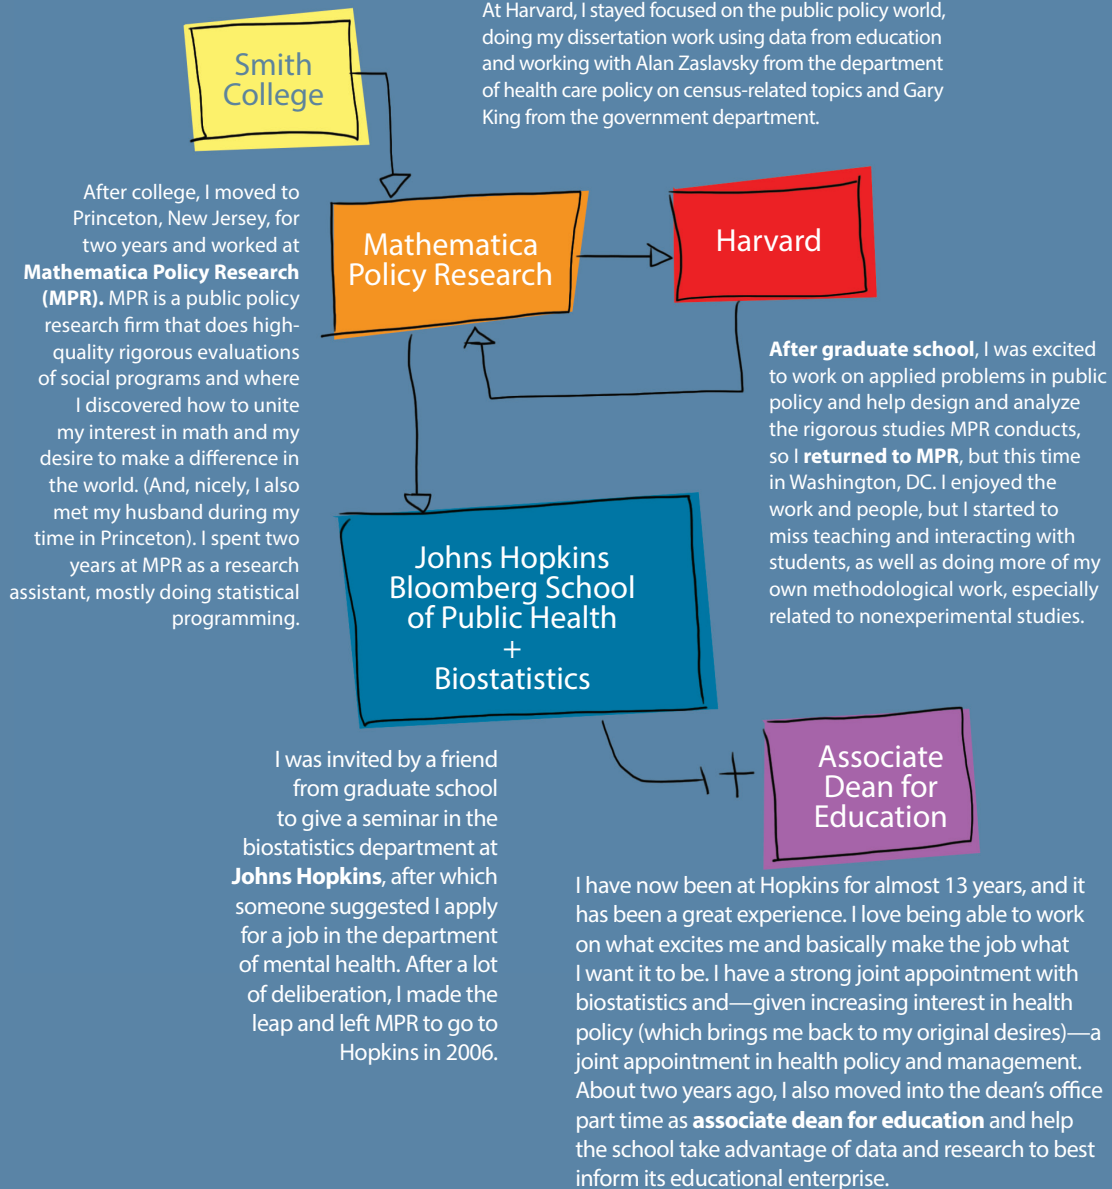 At Harvard, I stayed focused on the public policy world,
doing my dissertation work using data from education
and working with Alan Zaslavsky from the department
of health care policy on census-related topics and Gary
King from the government department.
Smith
College
After college, I moved to
Princeton, New Jersey, for
two years and worked at
Mathematica Policy Research
(MPR). MPR is a public policy
research firm that does high-
quality rigorous evaluations
of social programs and where
I discovered how to unite
my interest in math and my
desire to make a difference in
the world. (And, nicely, I also
met my husband during my
time in Princeton). I spent two
years at MPR as a research
assistant, mostly doing statistical
programming.
Mathematica
Policy Research
Harvard
After graduate school, I was excited
to work on applied problems in public
policy and help design and analyze
the rigorous studies MPR conducts,
so I returned to MPR, but this time
in Washington, DC. I enjoyed the
work and people, but I started to
miss teaching and interacting with
students, as well as doing more of my
own methodological work, especially
related to nonexperimental studies.
Johns Hopkins
Bloomberg School
of Public Health
+
Biostatistics
I was invited by a friend
from graduate school
to give a seminar in the
biostatistics department at
Johns Hopkins, after which
someone suggested I apply
for a job in the department
of mental health. After a lot
of deliberation, I made the
leap and left MPR to go to
Hopkins in 2006.
Associate
Dean for
Education
I have now been at Hopkins for almost 13 years, and it
has been a great experience. I love being able to work
on what excites me and basically make the job what
I want it to be. I have a strong joint appointment with
biostatistics and—given increasing interest in health
policy (which brings me back to my original desires)—a
joint appointment in health policy and management.
About two years ago, I also moved into the dean's office
part time as associate dean for education and help
the school take advantage of data and research to best
inform its educational enterprise.